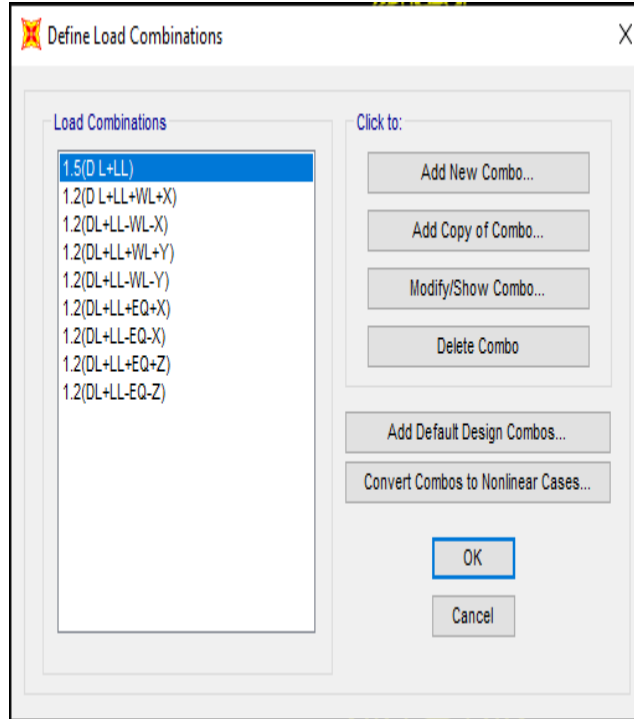 Define Load Combinations
X
Load Combinations
1.5(D L+LL)
1.2(D L+LL+WL+X)
1.2(DL+LL-WL-X)
1.2(DL+LL+WL+Y)
1.2(DL+LL-WL-Y)
1.2(DL+LL+EQ+X)
1.2(DL+LL-EQ-X)
1.2(DL+LL+EQ+Z)
1.2(DL+LL-EQ-Z)
Click to:
Add New Combo...
Add Copy of Combo...
Modify/Show Combo...
Delete Combo
Add Default Design Combos...
Convert Combos to Nonlinear Cases...
OK
Cancel